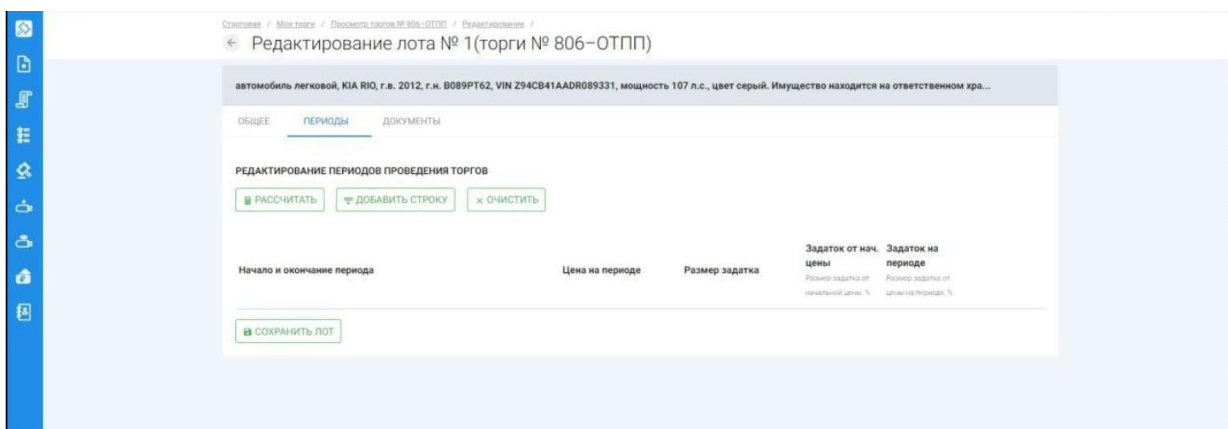 Стартовая / Мои торги / Просмотр торгов № 806-ОТПП / Редактирование /
Редактирование лота № 1(торги № 806-ОТПП)
автомобиль легковой, KIA RIO, г.в. 2012, г.н. В089РТ62, VIN Z94CB41AADR089331, мощность 107 л.с., цвет серый. Имущество находится на ответственном хра...
ОБЩЕЕ ПЕРИОДЫ ДОКУМЕНТЫ
РЕДАКТИРОВАНИЕ ПЕРИОДОВ ПРОВЕДЕНИЯ ТОРГОВ
РАССЧИТАТЬ ДОБАВИТЬ СТРОКУ ОЧИСТИТЬ
Начало и окончание периода
Цена на периоде
Размер задатка
Задаток от нач.
цены
Размер задатка от
начальной цены, %
Задаток на
периоде
Размер задатка от
цены на периоде, %
СОХРАНИТЬ ЛОТ